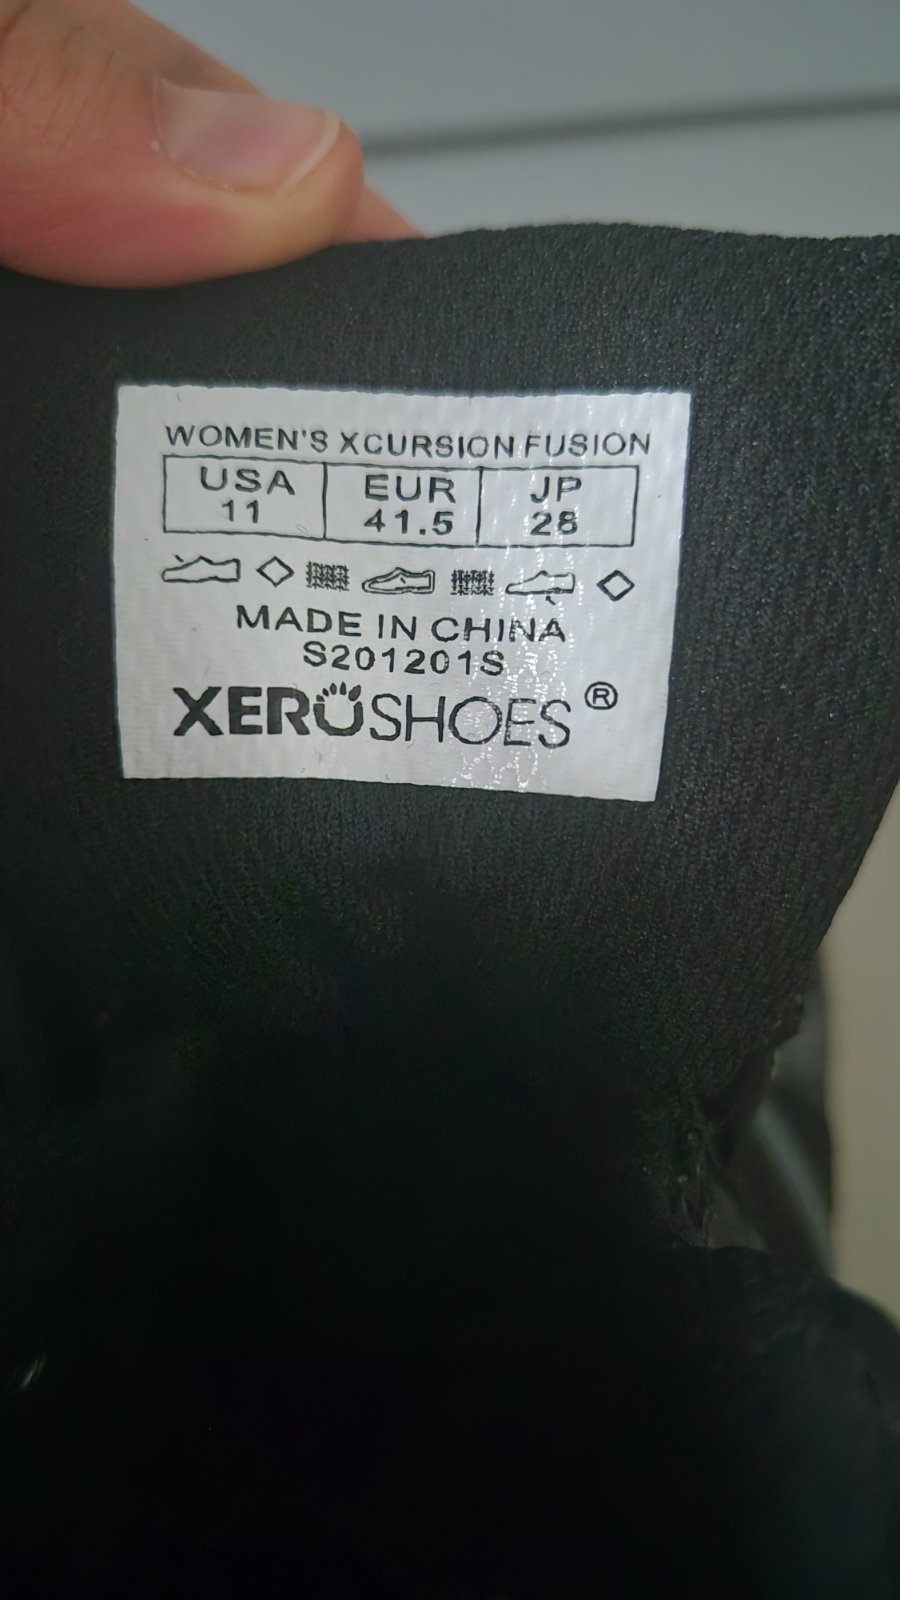 WOMEN'S XCURSION FUSION
USA EUR JP
11 41.5 28
MADE IN CHINA
S201201S
XEROSHOES®